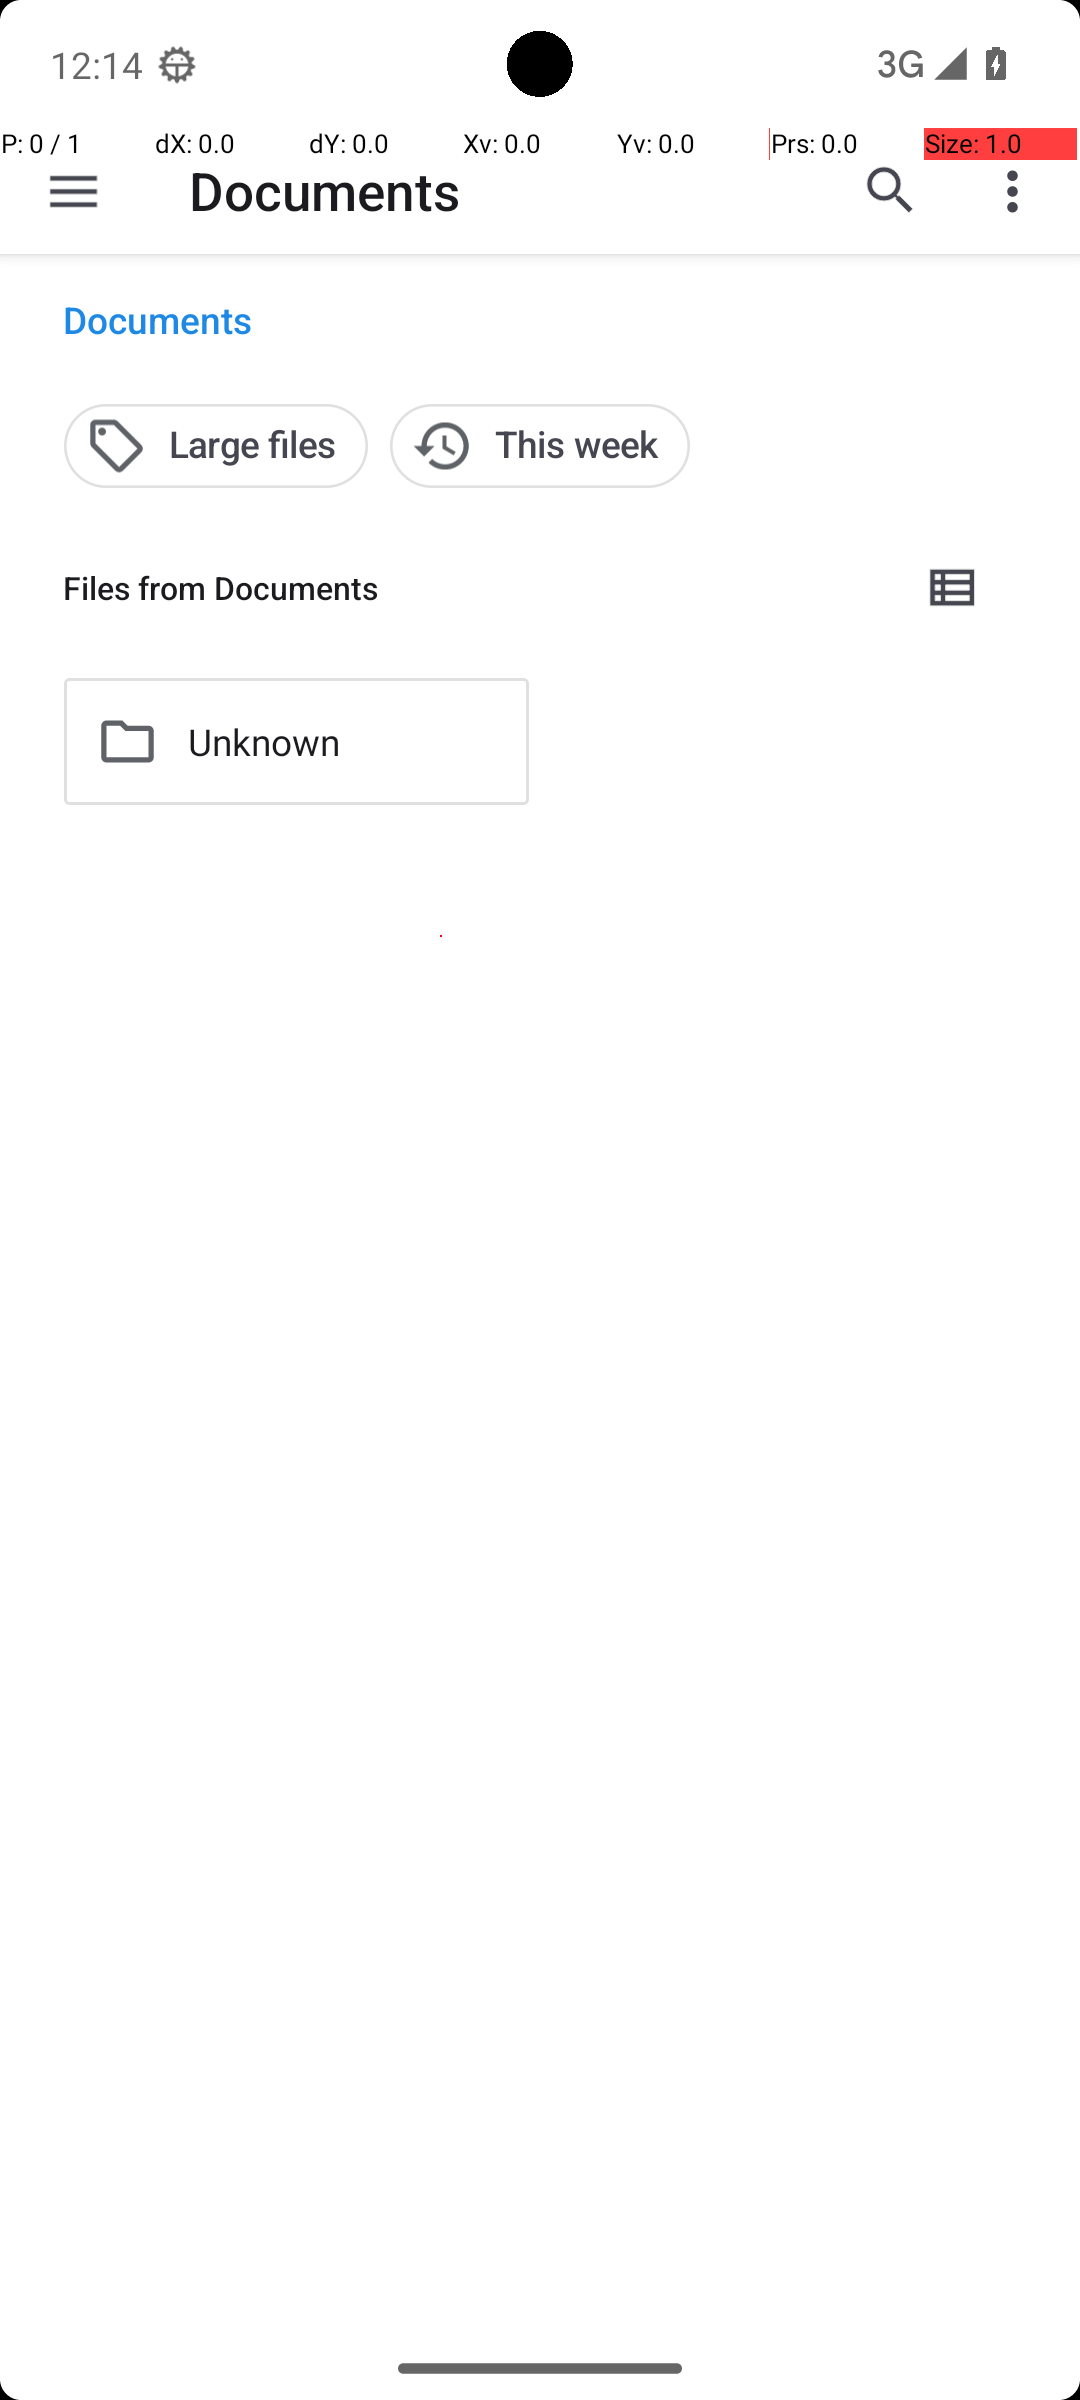 12:14
3G
P: 0 / 1
dX: 0.0
dY: 0.0
Xv: 0.0
Yv: 0.0
Prs: 0.0
Size: 1.0
Documents
Documents
Large files
This week
Files from Documents
Unknown